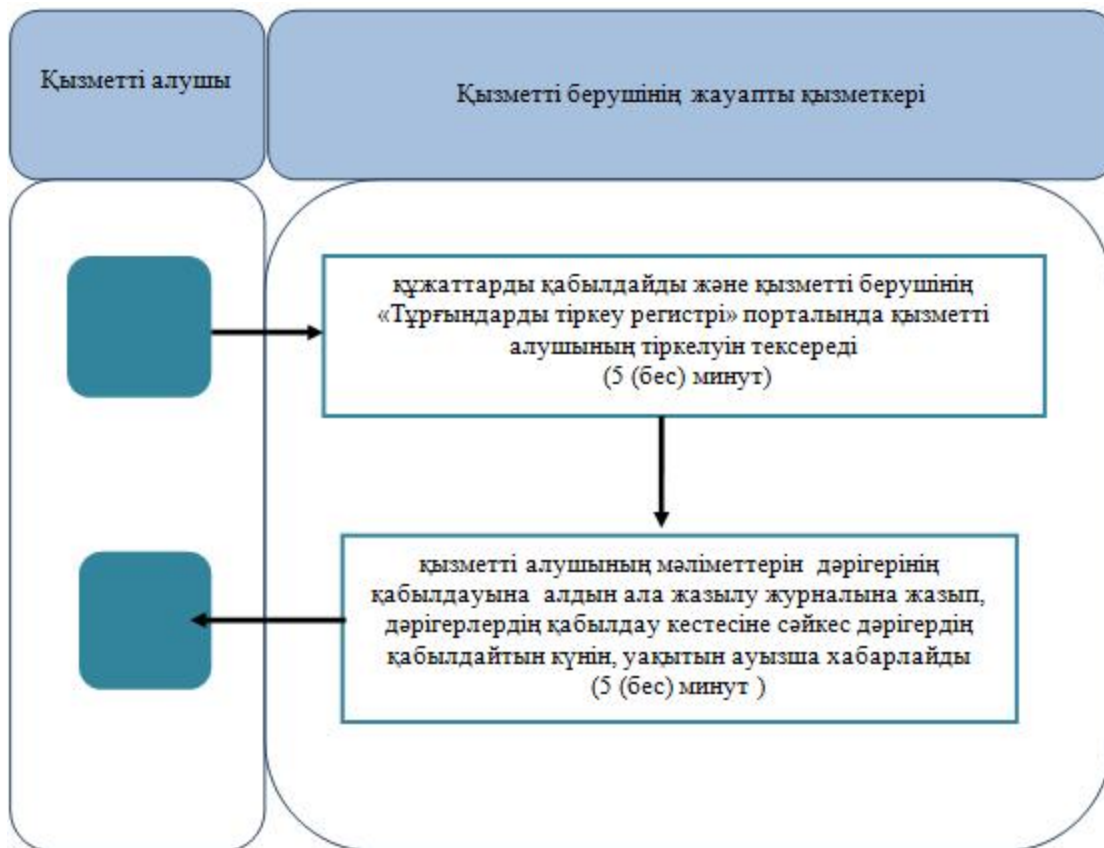 Қызметті алушы
Қызметті берушінің жауапты қызметкері
құжаттарды қабылдайды және қызметті берушінің
«Тұрғындарды тіркеу регистрі» порталында қызметті
алушының тіркелуін тексереді
(5 (бес) минут)
қызметті алушының мәліметтерін дәрігерінің
қабылдауына алдын ала жазылу журналына жазып,
дәрігерлердің қабылдау кестесіне сәйкес дәрігердің
қабылдайтын күнін, уақытын ауызша хабарлайды
(5 (бес) минут )